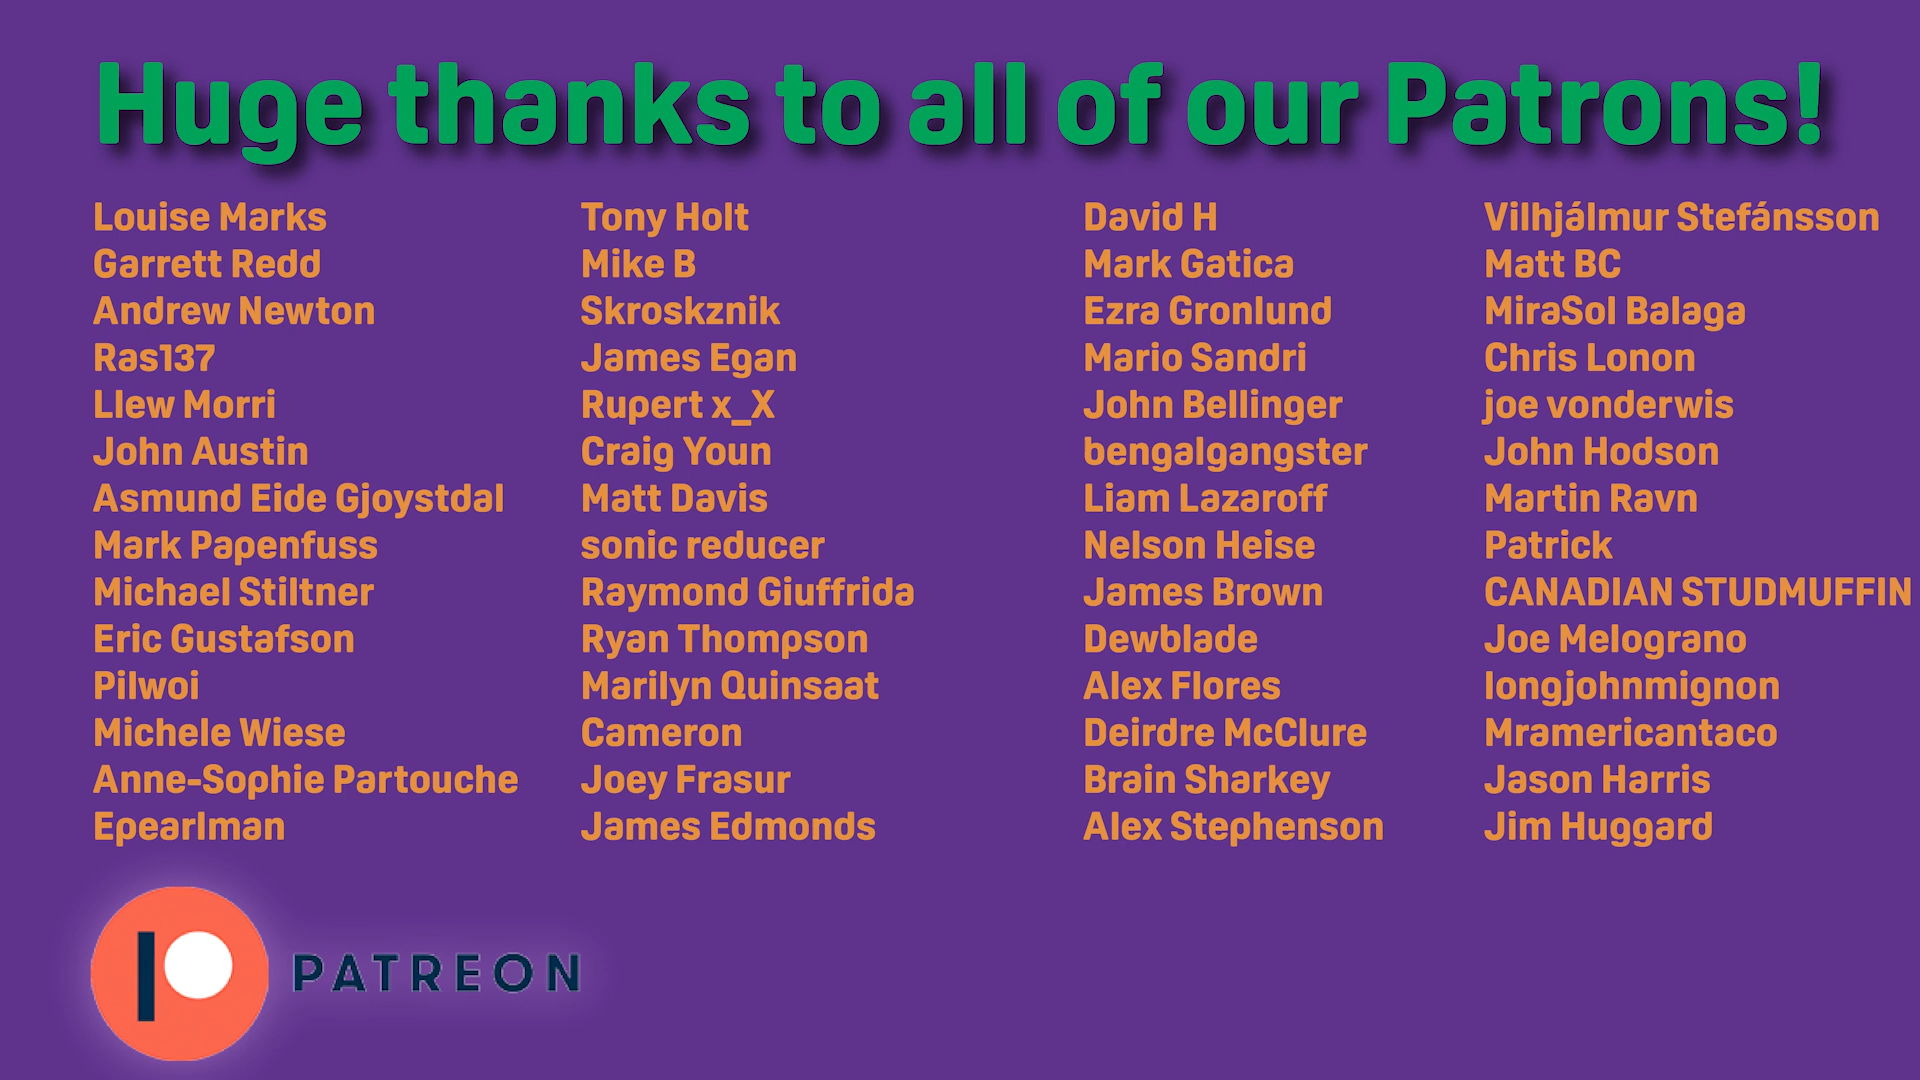 Huge thanks to all of our Patrons!
Louise Marks
Garrett Redd
Andrew Newton
Ras137
Llew Morri
John Austin
Asmund Eide Gjoystdal
Mark Papenfuss
Michael Stiltner
Eric Gustafson
Pilwoi
Michele Wiese
Anne-Sophie Partouche
Epearlman
Tony Holt
Mike B
Skroskznik
James Egan
Rupert x_X
Craig Youn
Matt Davis
sonic reducer
Raymond Giuffrida
Ryan Thompson
Marilyn Quinsaat
Cameron
Joey Frasur
James Edmonds
David H
Mark Gatica
Ezra Gronlund
Mario Sandri
John Bellinger
bengalgangster
Liam Lazaroff
Nelson Heise
James Brown
Dewblade
Alex Flores
Deirdre McClure
Brain Sharkey
Alex Stephenson
Vilhjálmur Stefánsson
Matt BC
MiraSol Balaga
Chris Lonon
joe vonderwis
John Hodson
Martin Ravn
Patrick
CANADIAN STUDMUFFIN
Joe Melograno
longjohnmignon
Mramericantaco
Jason Harris
Jim Huggard
PATREON